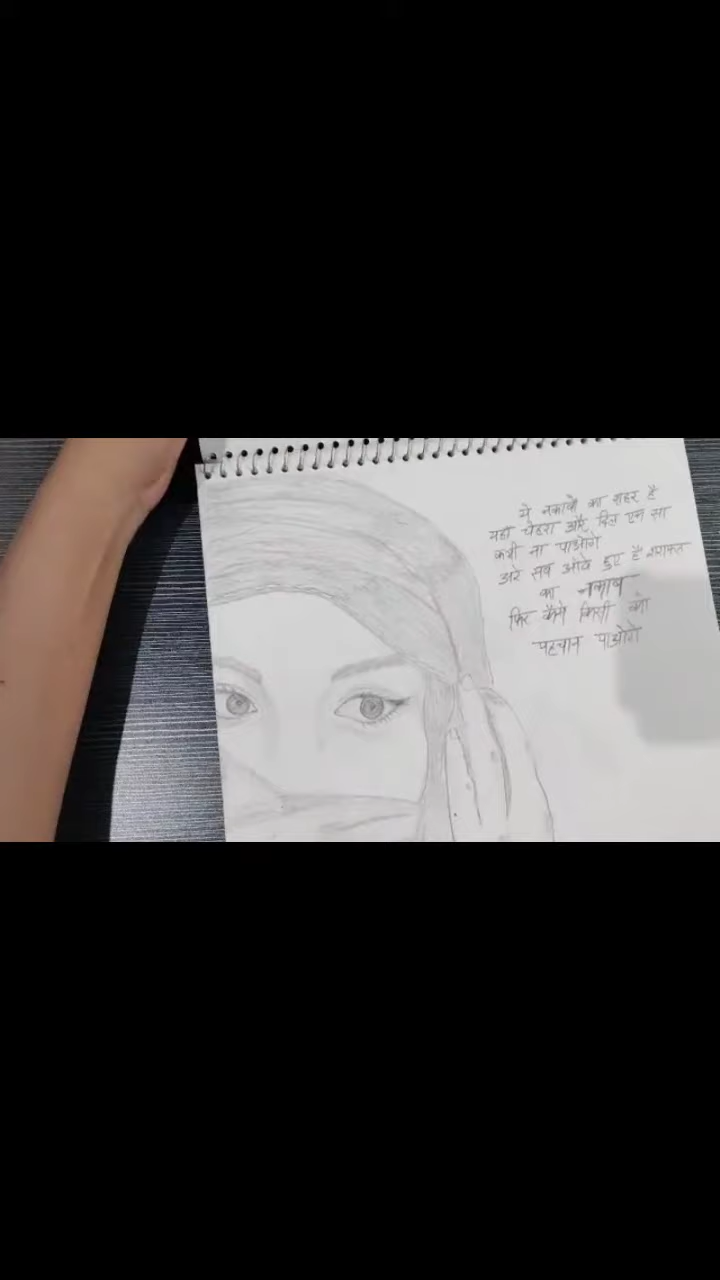 ये नकाबों का शहर है
यहां चेहरा और दिल एक सा
कभी ना पाओगे
अरे सब ओढे हुए है शराफत
का नकाब
फिर कैसे किसी को
पहचान पाओगे